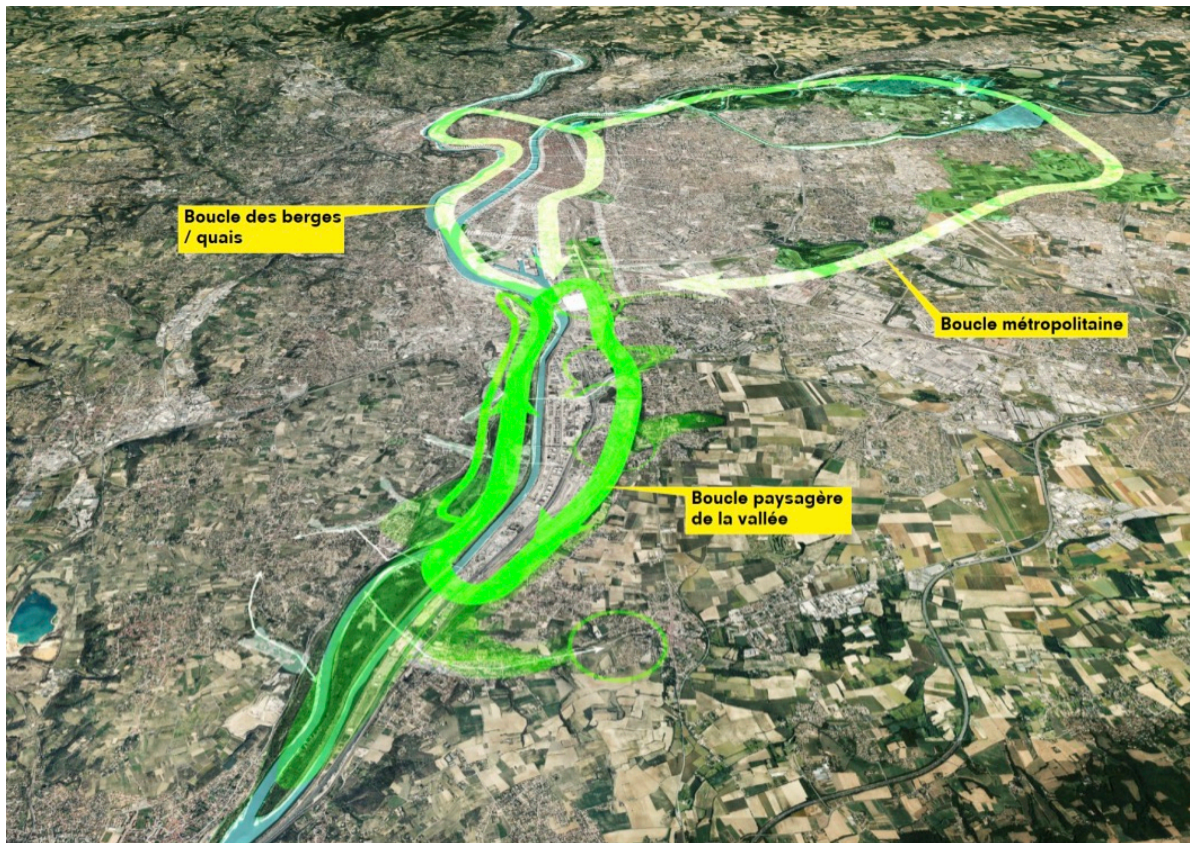 Boucle des berges
/ quais
Boucle métropolitaine
Boucle paysagère
de la vallée